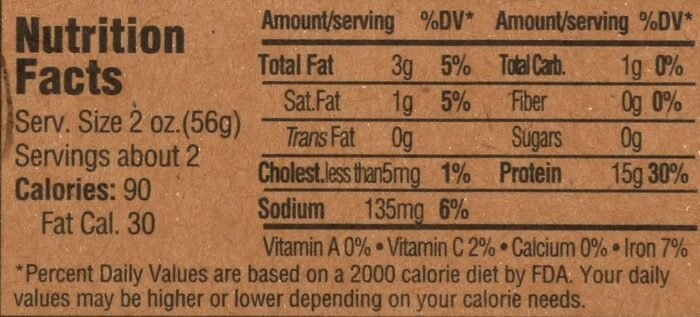 Nutrition
Facts
Serv. Size 2 oz.(56g)
Servings about 2
Calories: 90
Fat Cal. 30
Amount/serving %DV* Amount/serving %DV*
Total Fat 3g 5% Total Carb. 1g 0%
Sat.Fat 1g 5% Fiber 0g 0%
Trans Fat 0g Sugars 0g
Cholest.less than5mg 1% Protein 15g 30%
Sodium 135mg 6%
Vitamin A 0% • Vitamin C 2% • Calcium 0% • Iron 7%
*Percent Daily Values are based on a 2000 calorie diet by FDA. Your daily
values may be higher or lower depending on your calorie needs.